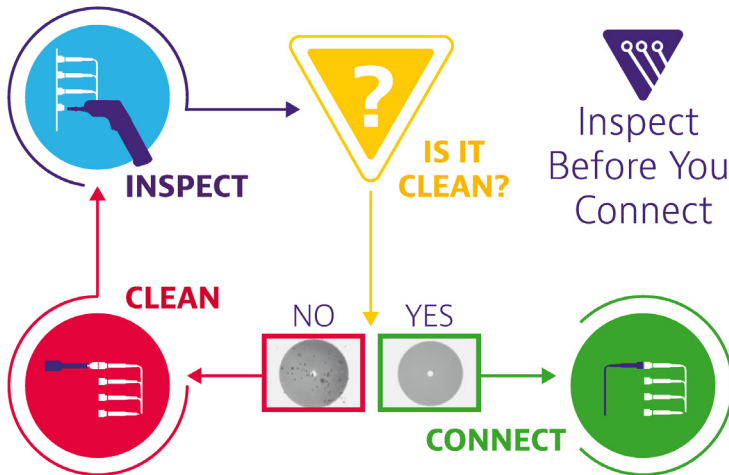 ?
IS IT
CLEAN?
INSPECT
Inspect
Before You
Connect
CLEAN
NO
YES
CONNECT